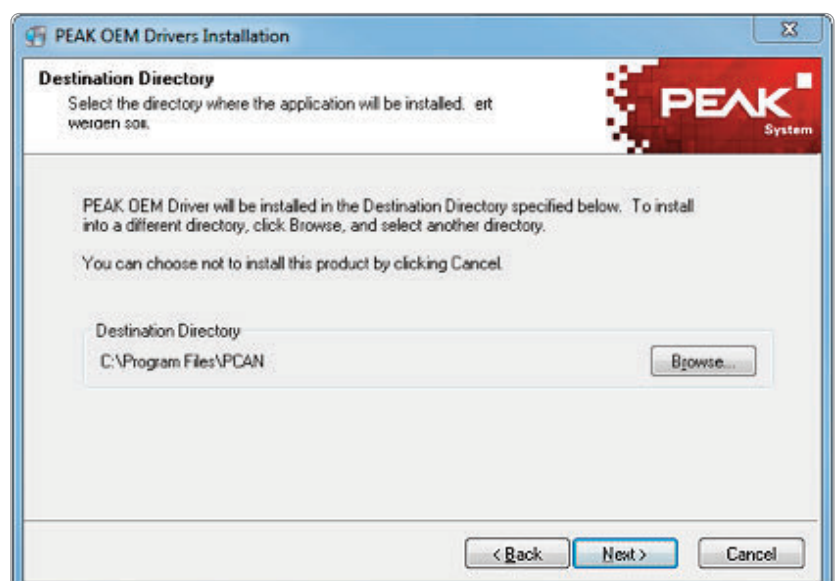 PEAK OEM Drivers Installation
Destination Directory
Select the directory where the application will be installed. ert
werden soll.
PEAK
System
PEAK OEM Driver will be installed in the Destination Directory specified below. To install
into a different directory, click Browse, and select another directory.
You can choose not to install this product by clicking Cancel.
Destination Directory
C:\Program Files\PCAN
Browse...
< Back
Next >
Cancel